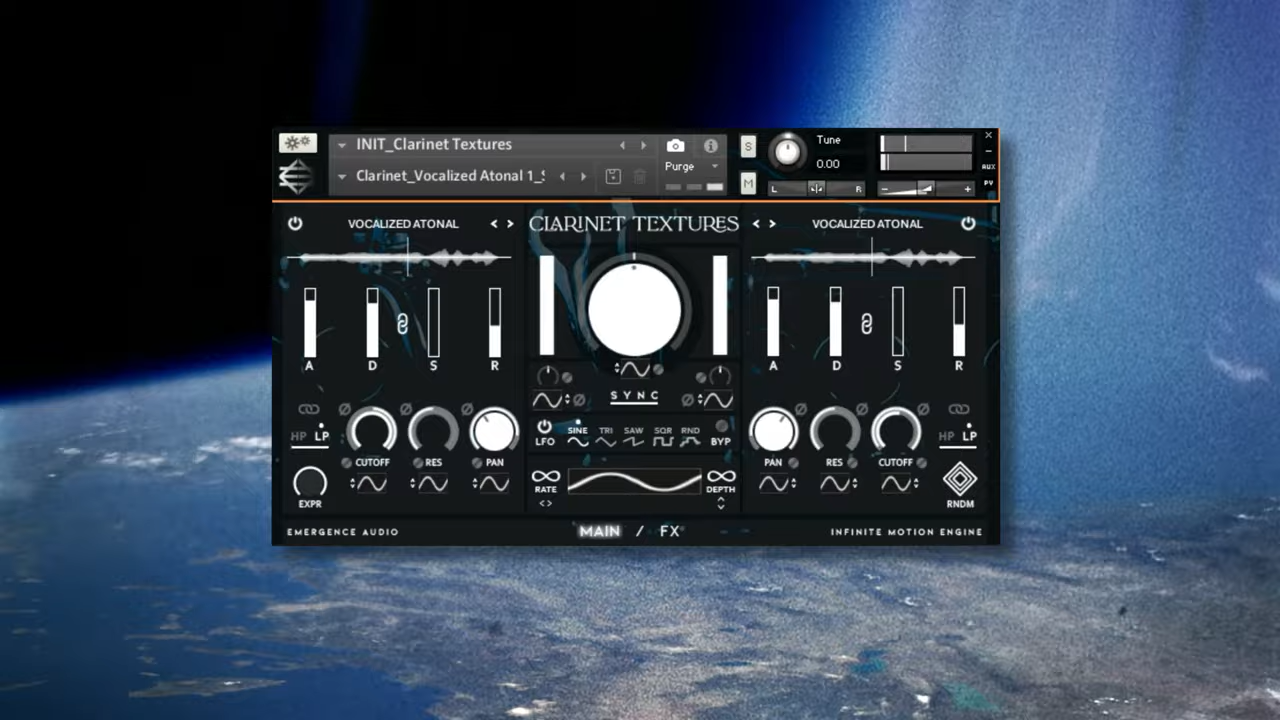 INIT_Clarinet Textures
Purge
S
Tune
0.00
AUX
PV
Clarinet_Vocalized Atonal 1_
M
L R
- +
VOCALIZED ATONAL < >
CLARINET TEXTURES
< > VOCALIZED ATONAL
A D S R
A D S R
SYNC
HP LP
CUTOFF RES PAN
EXPR
LFO SINE TRI SAW SQR RND BYP
RATE DEPTH
< >
PAN RES CUTOFF
HP LP
RNDM
EMERGENCE AUDIO
MAIN / FX
INFINITE MOTION ENGINE